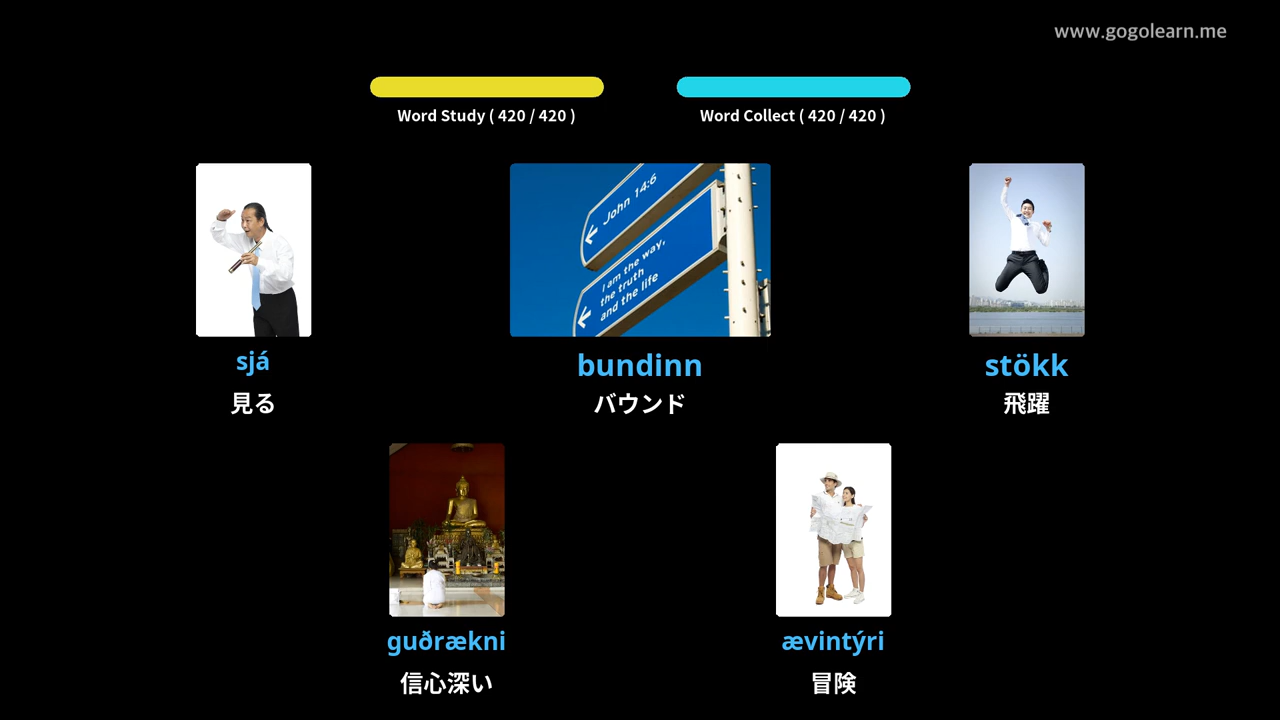 www.gogolearn.me
Word Study ( 420 / 420 )
Word Collect ( 420 / 420 )
John 14:6
I am the way,
the truth
and the life
sjá
bundinn
stökk
見る
バウンド
飛躍
guðrækni
ævintýri
信心深い
冒険